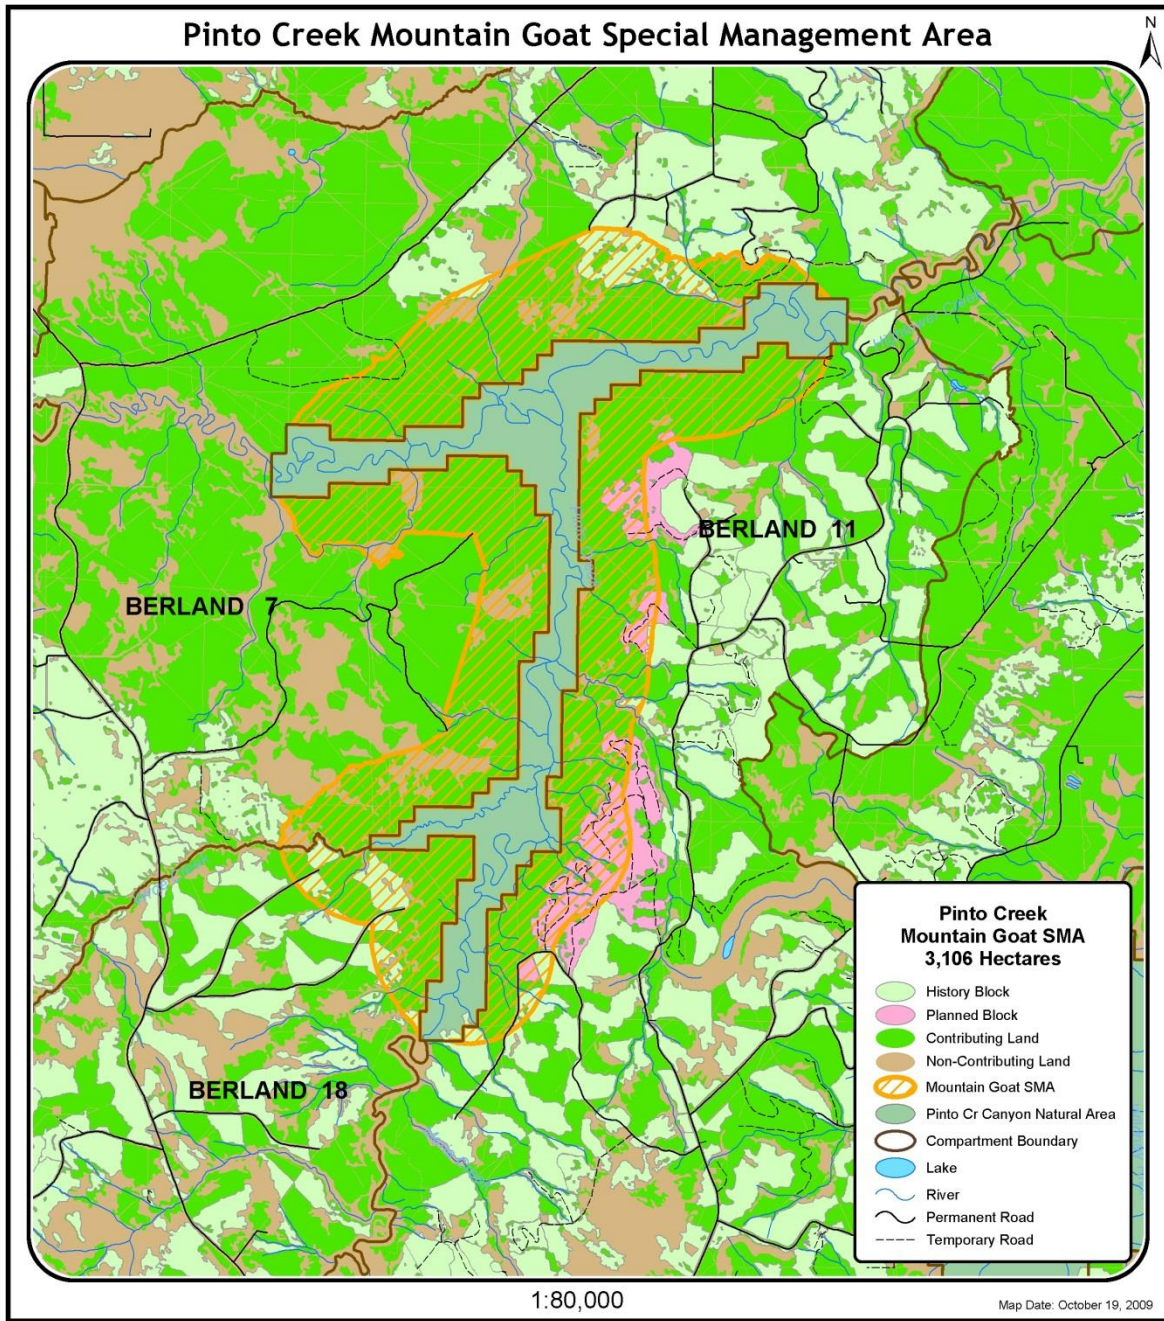 Pinto Creek Mountain Goat Special Management Area
N
BERLAND 11
BERLAND 7
BERLAND 18
Pinto Creek
Mountain Goat SMA
3,106 Hectares
History Block
Planned Block
Contributing Land
Non-Contributing Land
Mountain Goat SMA
Pinto Cr Canyon Natural Area
Compartment Boundary
Lake
River
Permanent Road
Temporary Road
1:80,000
Map Date: October 19, 2009